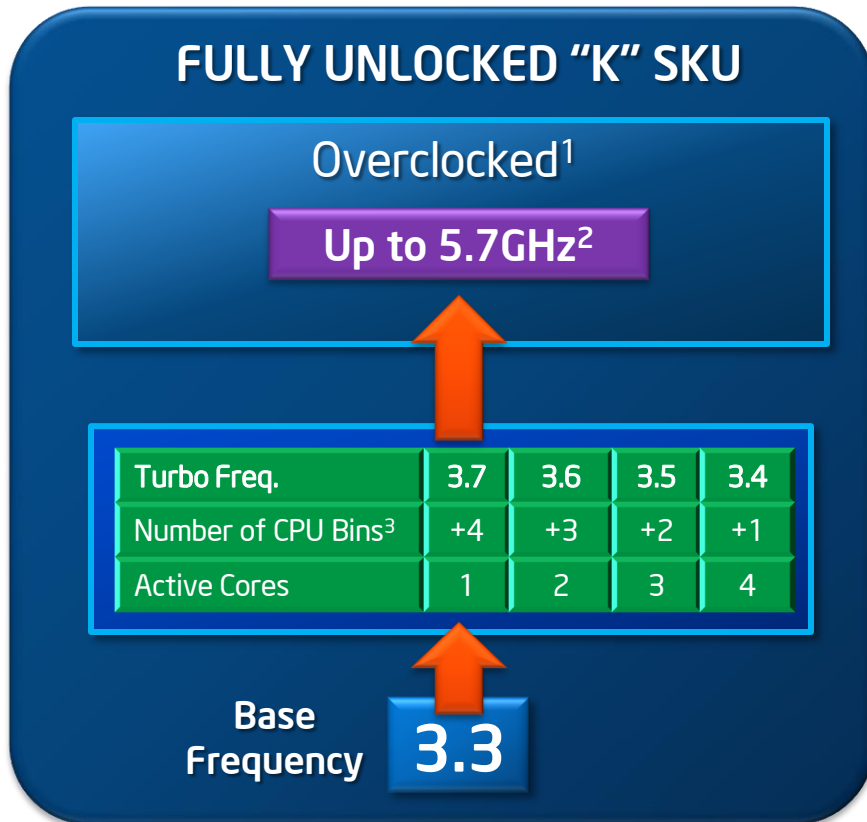 FULLY UNLOCKED “K” SKU
Overclocked¹
Up to 5.7GHz²
Turbo Freq. 3.7 3.6 3.5 3.4
Number of CPU Bins³ +4 +3 +2 +1
Active Cores 1 2 3 4
Base
Frequency
3.3